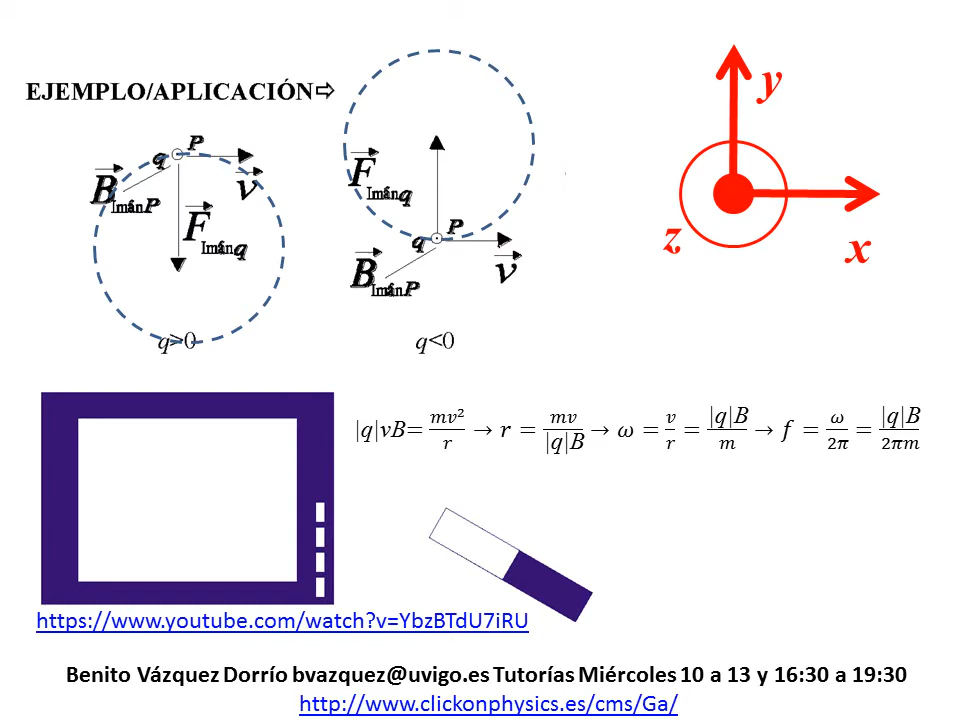 EJEMPLO/APLICACIÓN⇨
q P
B⃗ ImánP
v⃗
F⃗ Imánq
q>0
F⃗ Imánq
q P
B⃗ ImánP
v⃗
q<0
y
z
x
|q|vB= mv²/r → r = mv/|q|B → ω = v/r = |q|B/m → f = ω/2π = |q|B/2πm
https://www.youtube.com/watch?v=YbzBTdU7iRU
Benito Vázquez Dorrío bvazquez@uvigo.es Tutorías Miércoles 10 a 13 y 16:30 a 19:30
http://www.clickonphysics.es/cms/Ga/